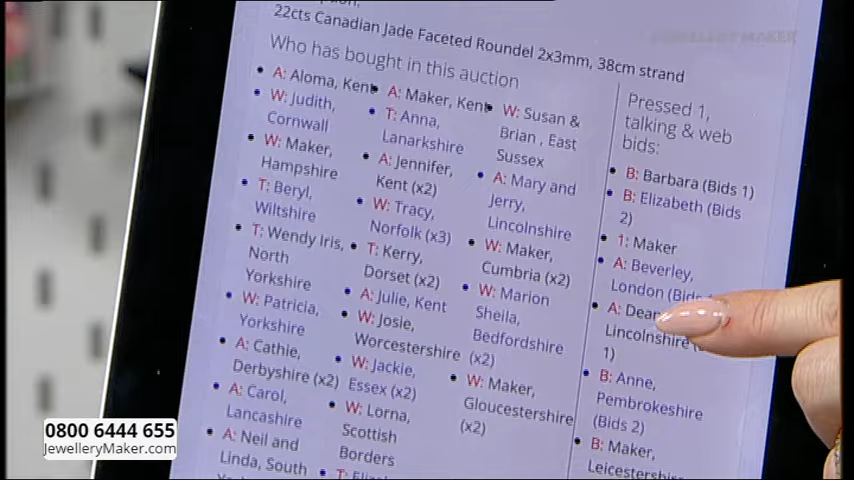 22cts Canadian Jade Faceted Roundel 2x3mm, 38cm strand
JEWELLERY MAKER
Who has bought in this auction
A: Aloma, Kent
W: Judith,
Cornwall
W: Maker,
Hampshire
T: Beryl,
Wiltshire
T: Wendy Iris,
North
Yorkshire
W: Patricia,
Yorkshire
A: Cathie,
Derbyshire (x2)
A: Carol,
Lancashire
A: Neil and
Linda, South
A: Maker, Kent
T: Anna,
Lanarkshire
A: Jennifer,
Kent (x2)
W: Tracy,
Norfolk (x3)
T: Kerry,
Dorset (x2)
A: Julie, Kent
W: Josie,
Worcestershire
W: Jackie,
Essex (x2)
W: Lorna,
Scottish
Borders
W: Susan &
Brian , East
Sussex
A: Mary and
Jerry,
Lincolnshire
W: Maker,
Cumbria (x2)
W: Marion
Sheila,
Bedfordshire
(x2)
W: Maker,
Gloucestershire
(x2)
Pressed 1,
talking & web
bids:
B: Barbara (Bids 1)
B: Elizabeth (Bids
2)
1: Maker
A: Beverley,
London (Bids
A:
Lincolnshire
1)
B: Anne,
Pembrokeshire
(Bids 2)
B: Maker,
Leicestershire
0800 6444 655
JewelleryMaker.com